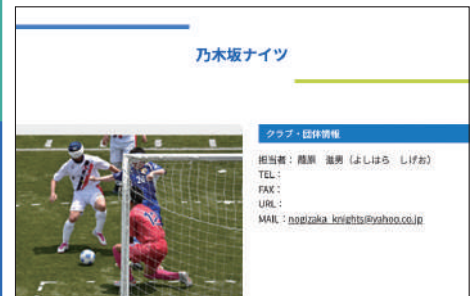 乃木坂ナイツ
クラブ・団体情報
担当者： 葭原　滋男（よしはら　しげお）
TEL：
FAX：
URL：
MAIL：nogizaka_knights@yahoo.co.jp